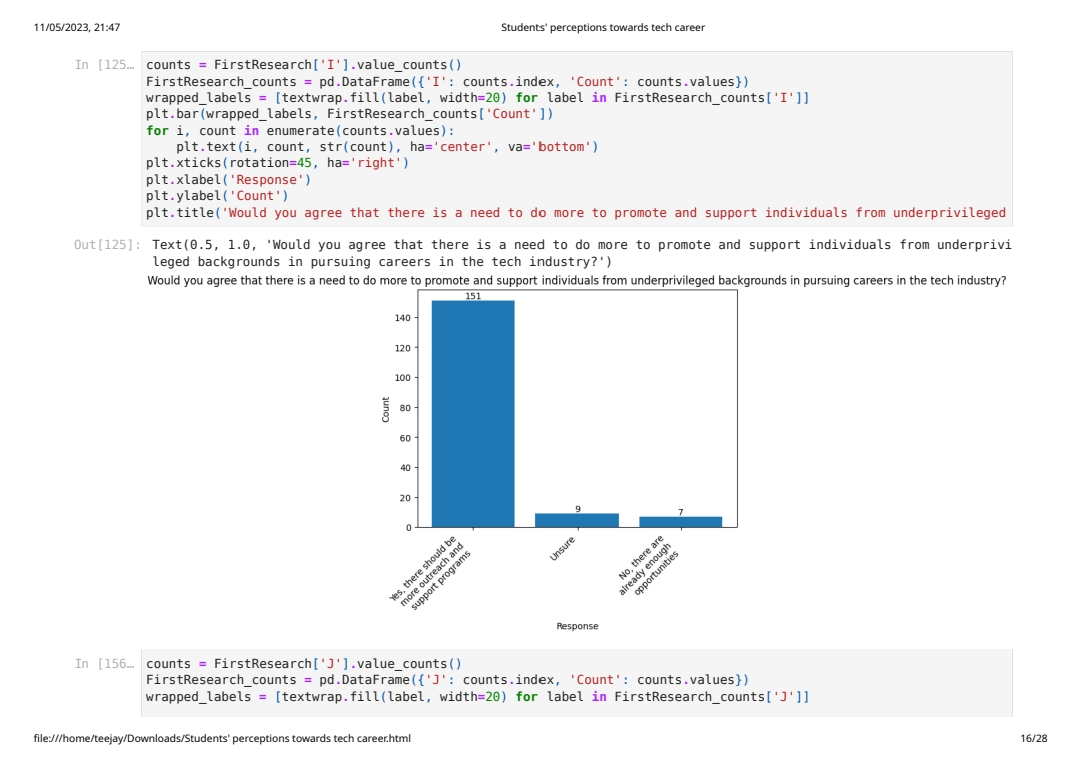 11/05/2023, 21:47
Students' perceptions towards tech career
In [125…
counts = FirstResearch['I'].value_counts()
FirstResearch_counts = pd.DataFrame({'I': counts.index, 'Count': counts.values})
wrapped_labels = [textwrap.fill(label, width=20) for label in FirstResearch_counts['I']]
plt.bar(wrapped_labels, FirstResearch_counts['Count'])
for i, count in enumerate(counts.values):
    plt.text(i, count, str(count), ha='center', va='bottom')
plt.xticks(rotation=45, ha='right')
plt.xlabel('Response')
plt.ylabel('Count')
plt.title('Would you agree that there is a need to do more to promote and support individuals from underprivileged
Out[125]:
Text(0.5, 1.0, 'Would you agree that there is a need to do more to promote and support individuals from underprivi
leged backgrounds in pursuing careers in the tech industry?')
Would you agree that there is a need to do more to promote and support individuals from underprivileged backgrounds in pursuing careers in the tech industry?
151
9
7
140
120
100
80
60
40
20
0
Count
Yes, there should be
more outreach and
support programs
Unsure
No, there are
already enough
opportunities
Response
In [156…
counts = FirstResearch['J'].value_counts()
FirstResearch_counts = pd.DataFrame({'J': counts.index, 'Count': counts.values})
wrapped_labels = [textwrap.fill(label, width=20) for label in FirstResearch_counts['J']]
file:///home/teejay/Downloads/Students' perceptions towards tech career.html
16/28